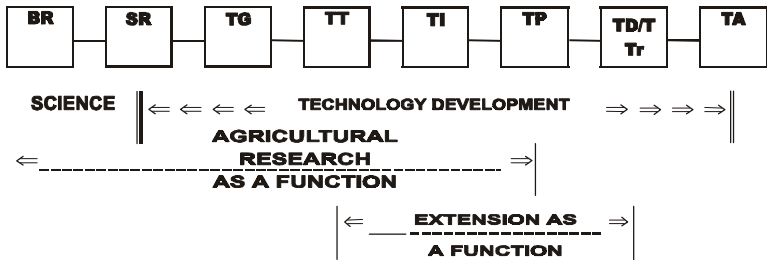 BR SR TG TT TI TP TD/T TA
Tr
SCIENCE TECHNOLOGY DEVELOPMENT
AGRICULTURAL
RESEARCH
AS A FUNCTION
EXTENSION AS
A FUNCTION